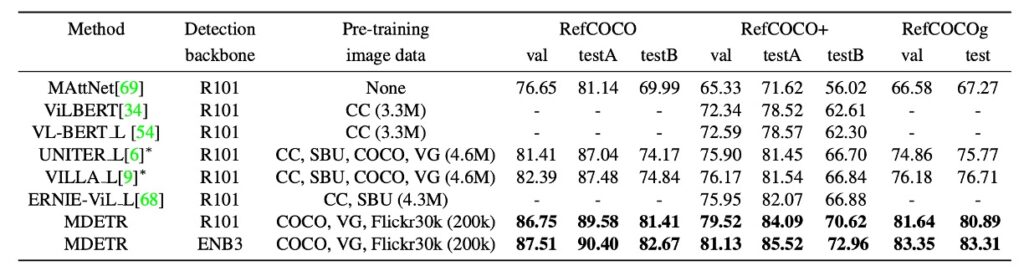 Method Detection Pre-training RefCOCO RefCOCO+ RefCOCOg
backbone image data val testA testB val testA testB val test
MAttNet[69] R101 None 76.65 81.14 69.99 65.33 71.62 56.02 66.58 67.27
ViLBERT[34] R101 CC (3.3M) - - - 72.34 78.52 62.61 - -
VL-BERT_L [54] R101 CC (3.3M) - - - 72.59 78.57 62.30 - -
UNITER_L[6]* R101 CC, SBU, COCO, VG (4.6M) 81.41 87.04 74.17 75.90 81.45 66.70 74.86 75.77
VILLA_L[9]* R101 CC, SBU, COCO, VG (4.6M) 82.39 87.48 74.84 76.17 81.54 66.84 76.18 76.71
ERNIE-ViL_L[68] R101 CC, SBU (4.3M) - - - 75.95 82.07 66.88 - -
MDETR R101 COCO, VG, Flickr30k (200k) 86.75 89.58 81.41 79.52 84.09 70.62 81.64 80.89
MDETR ENB3 COCO, VG, Flickr30k (200k) 87.51 90.40 82.67 81.13 85.52 72.96 83.35 83.31